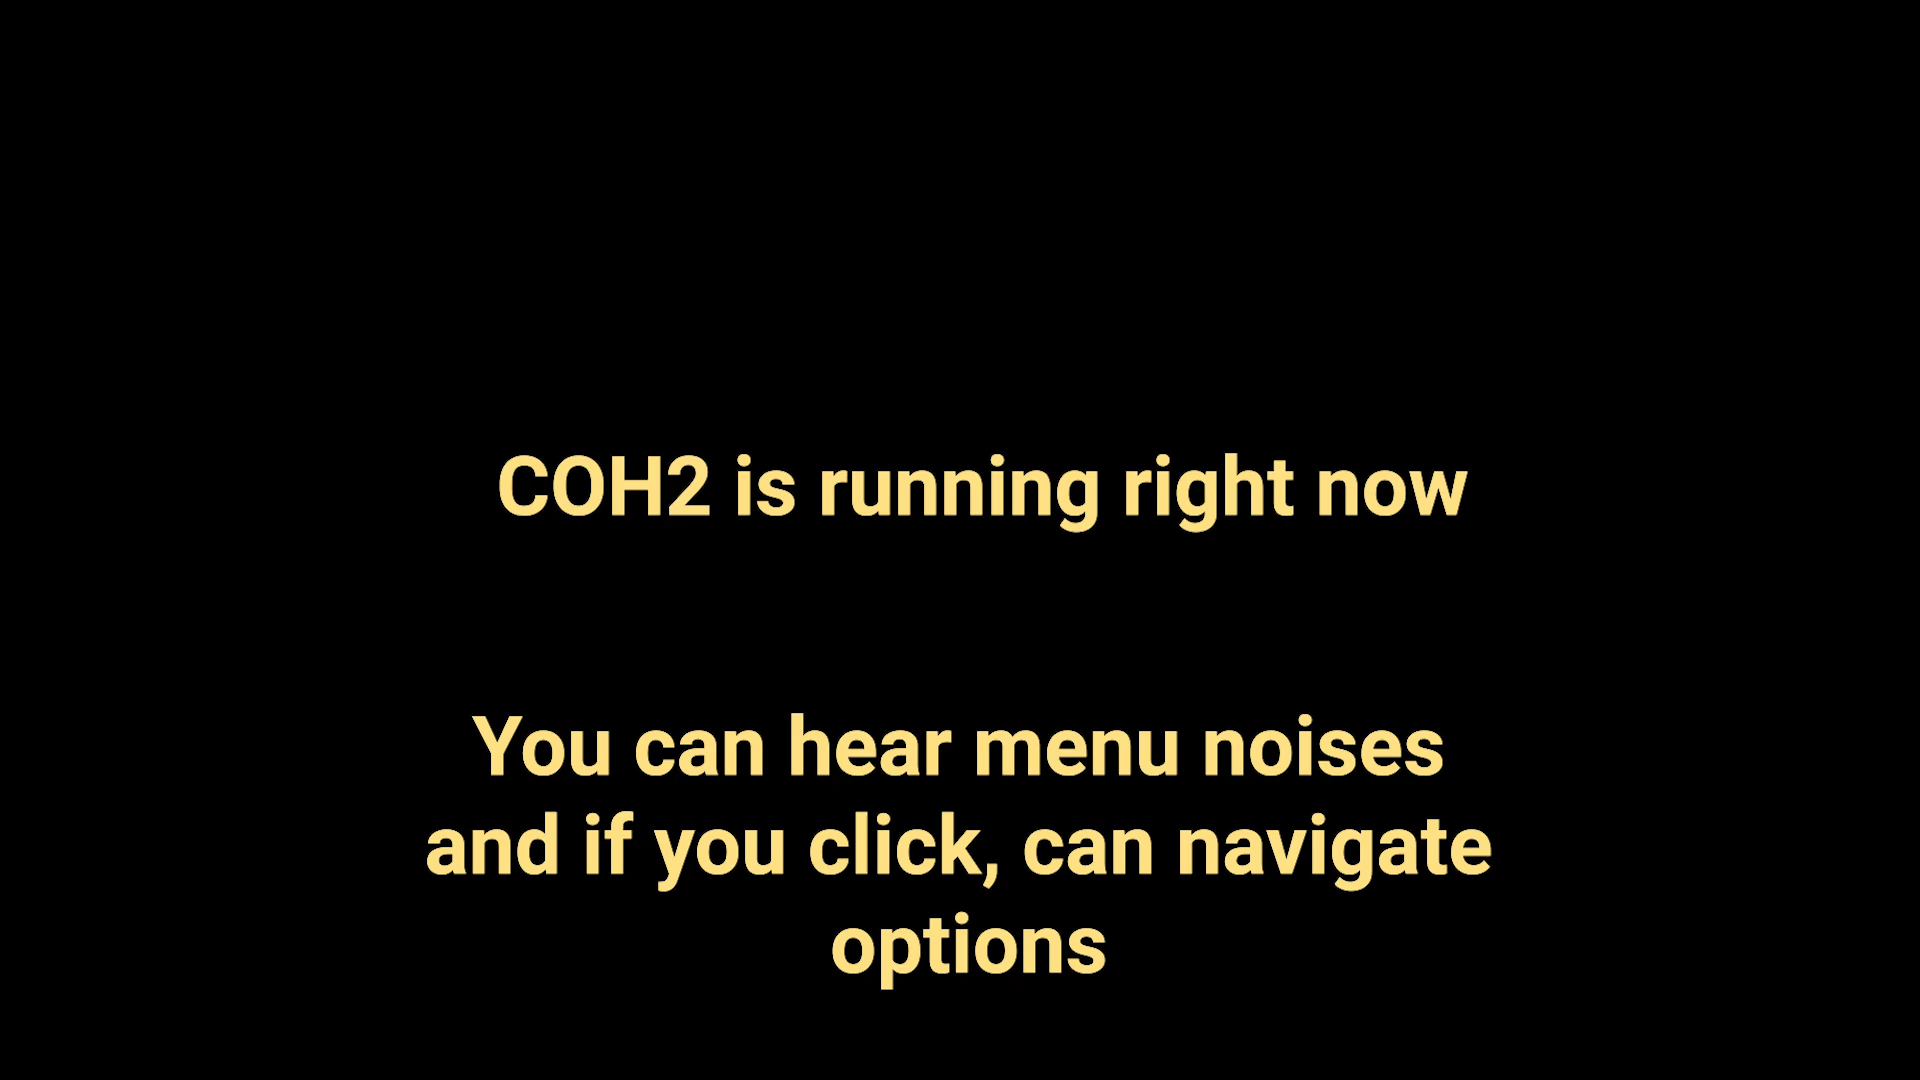 COH2 is running right now
You can hear menu noises
and if you click, can navigate
options